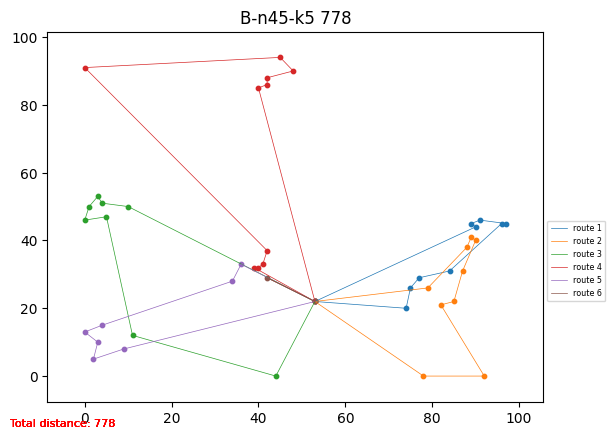 B-n45-k5 778
100
80
60
40
20
0
0 20 40 60 80 100
route 1
route 2
route 3
route 4
route 5
route 6
Total distance: 778